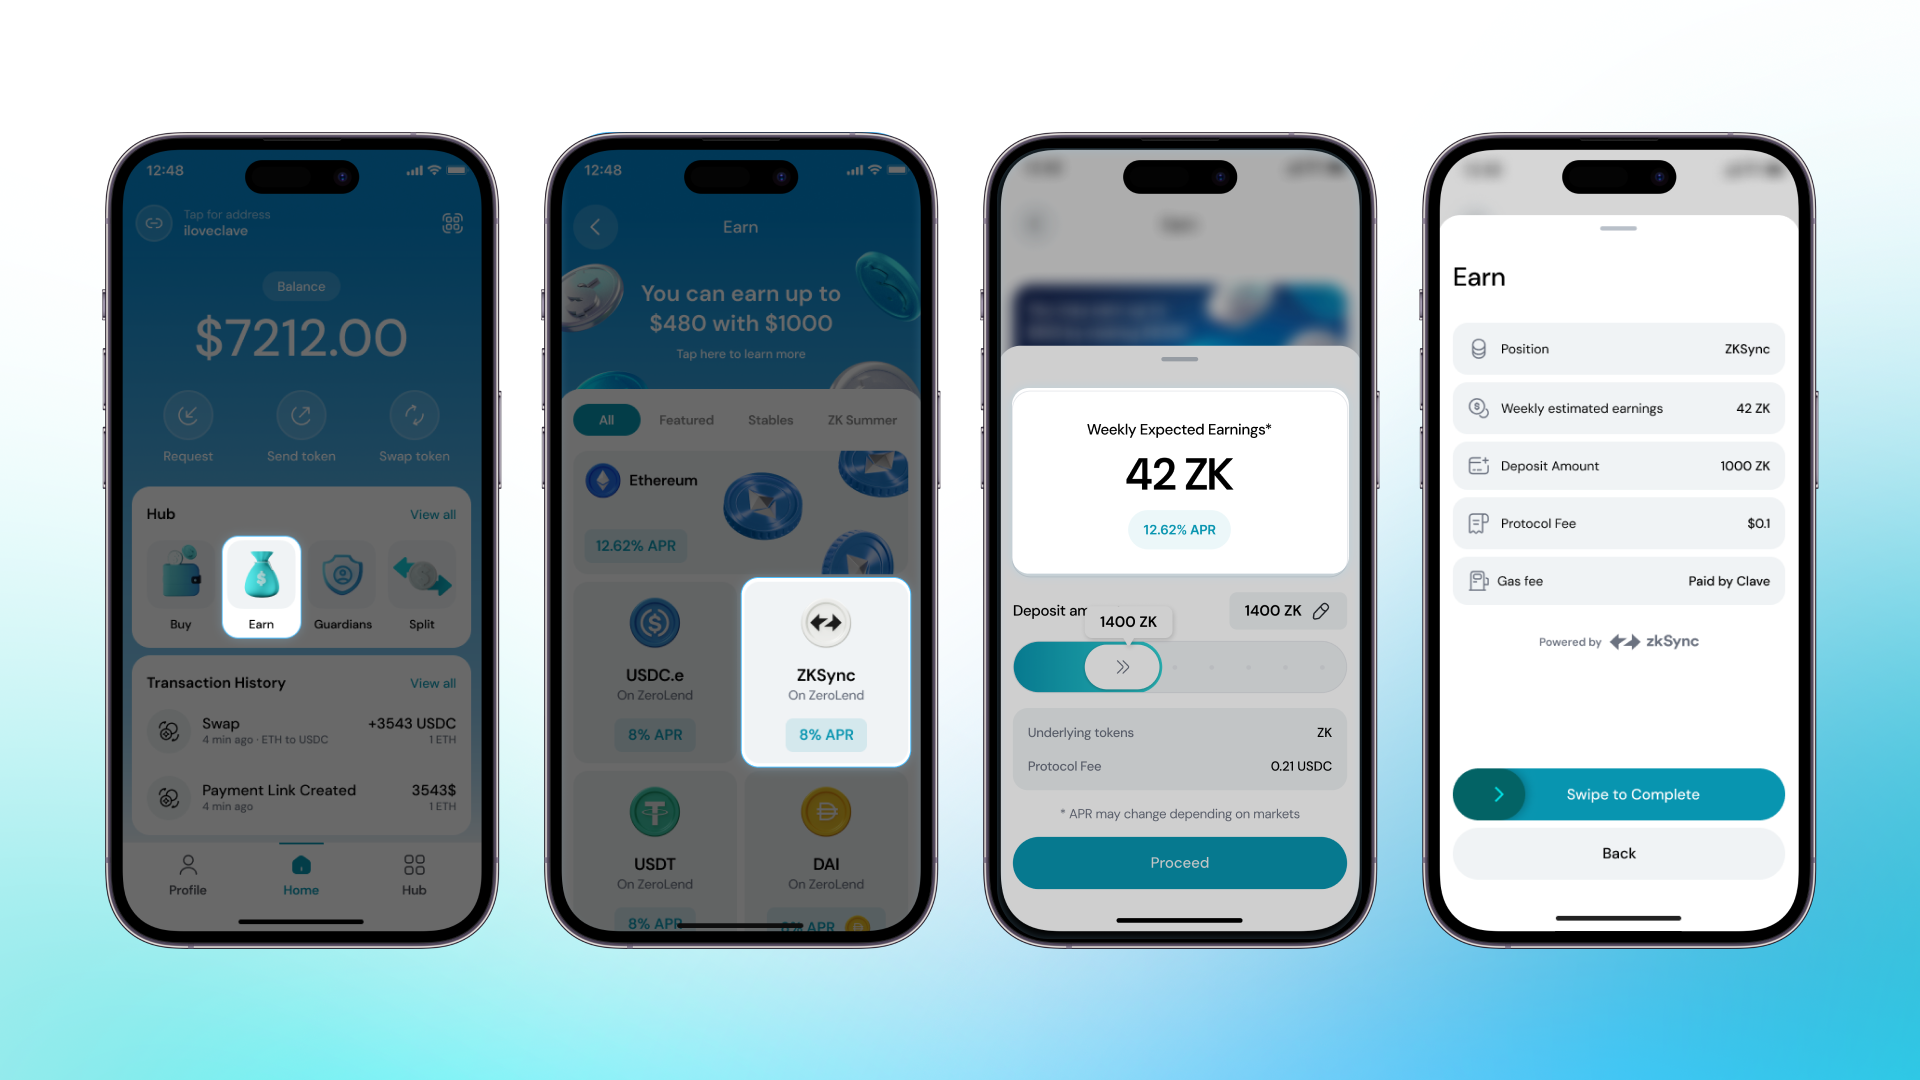 12:48
Tap for address
iloveclave
Balance
$7212.00
Request
Send token
Swap token
Hub
View all
Buy
Earn
Guardians
Split
Transaction History
View all
Swap
+3543 USDC
4 min ago · ETH to USDC
1 ETH
Payment Link Created
3543$
4 min ago
1 ETH
Profile
Home
Hub
12:48
Earn
You can earn up to
$480 with $1000
Tap here to learn more
All
Featured
Stables
ZK Summer
Ethereum
12.62% APR
USDC.e
On ZeroLend
8% APR
ZKSync
On ZeroLend
8% APR
USDT
On ZeroLend
8% APR
DAI
On ZeroLend
APR
Weekly Expected Earnings*
42 ZK
12.62% APR
Deposit am
1400 ZK
1400 ZK
Underlying tokens
ZK
Protocol Fee
0.21 USDC
* APR may change depending on markets
Proceed
Earn
Position
ZKSync
Weekly estimated earnings
42 ZK
Deposit Amount
1000 ZK
Protocol Fee
$0.1
Gas fee
Paid by Clave
Powered by zkSync
Swipe to Complete
Back